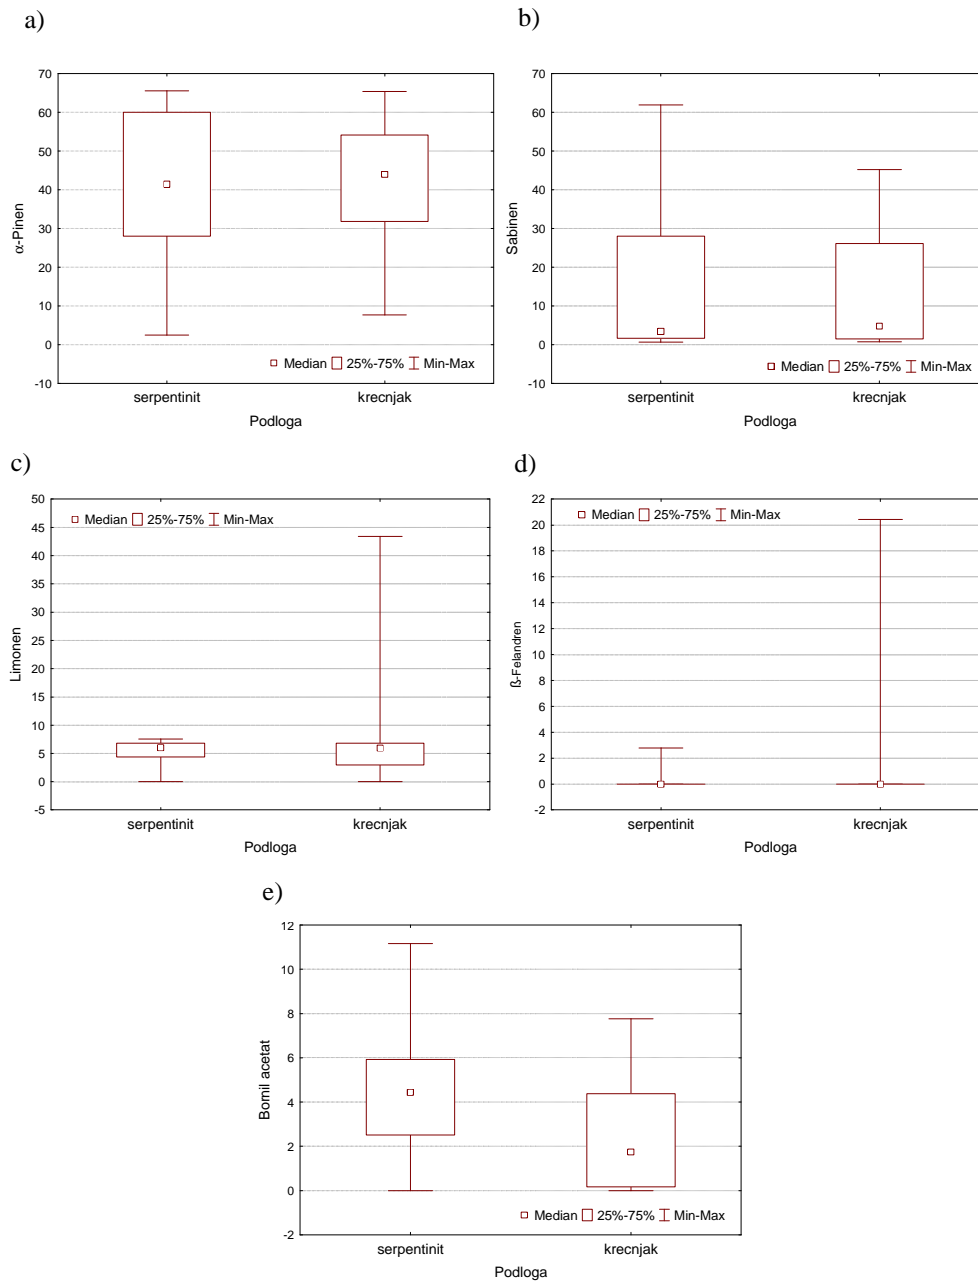 a)
70
60
50
40
30
20
10
0
-10
α-Pinen
Median 25%-75% Min-Max
serpentinit krecnjak
Podloga
b)
70
60
50
40
30
20
10
0
-10
Sabinen
Median 25%-75% Min-Max
serpentinit krecnjak
Podloga
c)
50
45
40
35
30
25
20
15
10
5
0
-5
Limonen
Median 25%-75% Min-Max
serpentinit krecnjak
Podloga
d)
22
20
18
16
14
12
10
8
6
4
2
0
-2
ß-Felandren
Median 25%-75% Min-Max
serpentinit krecnjak
Podloga
e)
12
10
8
6
4
2
0
-2
Bornil acetat
Median 25%-75% Min-Max
serpentinit krecnjak
Podloga